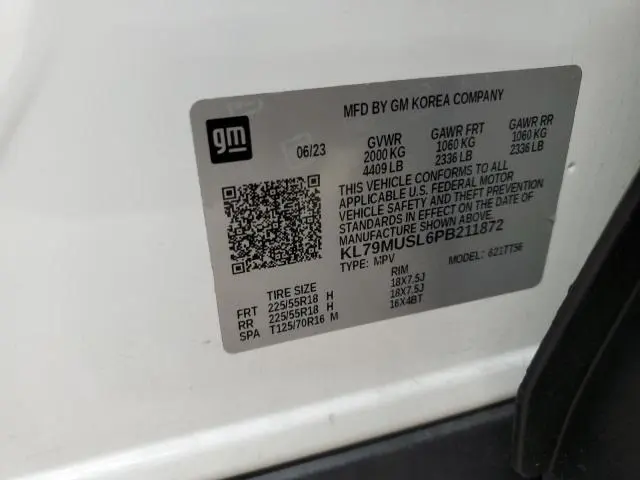 MFD BY GM KOREA COMPANY
gm
06/23 GVWR GAWR FRT GAWR RR
2000 KG 1060 KG 1060 KG
4409 LB 2336 LB 2336 LB
THIS VEHICLE CONFORMS TO ALL
APPLICABLE U.S. FEDERAL MOTOR
VEHICLE SAFETY AND THEFT PREVENTION
STANDARDS IN EFFECT ON THE DATE OF
MANUFACTURE SHOWN ABOVE.
KL79MUSL6PB211872
TYPE: MPV MODEL: 621TT56
TIRE SIZE RIM
FRT 225/55R18 H 18X7.5J
RR 225/55R18 H 18X7.5J
SPA T125/70R16 M 16X4BT